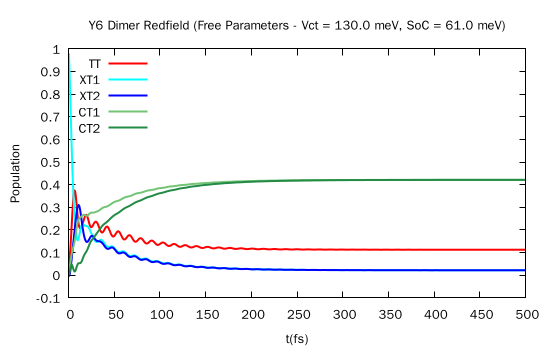 Y6 Dimer Redfield (Free Parameters - Vct = 130.0 meV, SoC = 61.0 meV)
1
0.9
0.8
0.7
0.6
0.5
0.4
0.3
0.2
0.1
0
-0.1
Population
TT
XT1
XT2
CT1
CT2
0 50 100 150 200 250 300 350 400 450 500
t(fs)